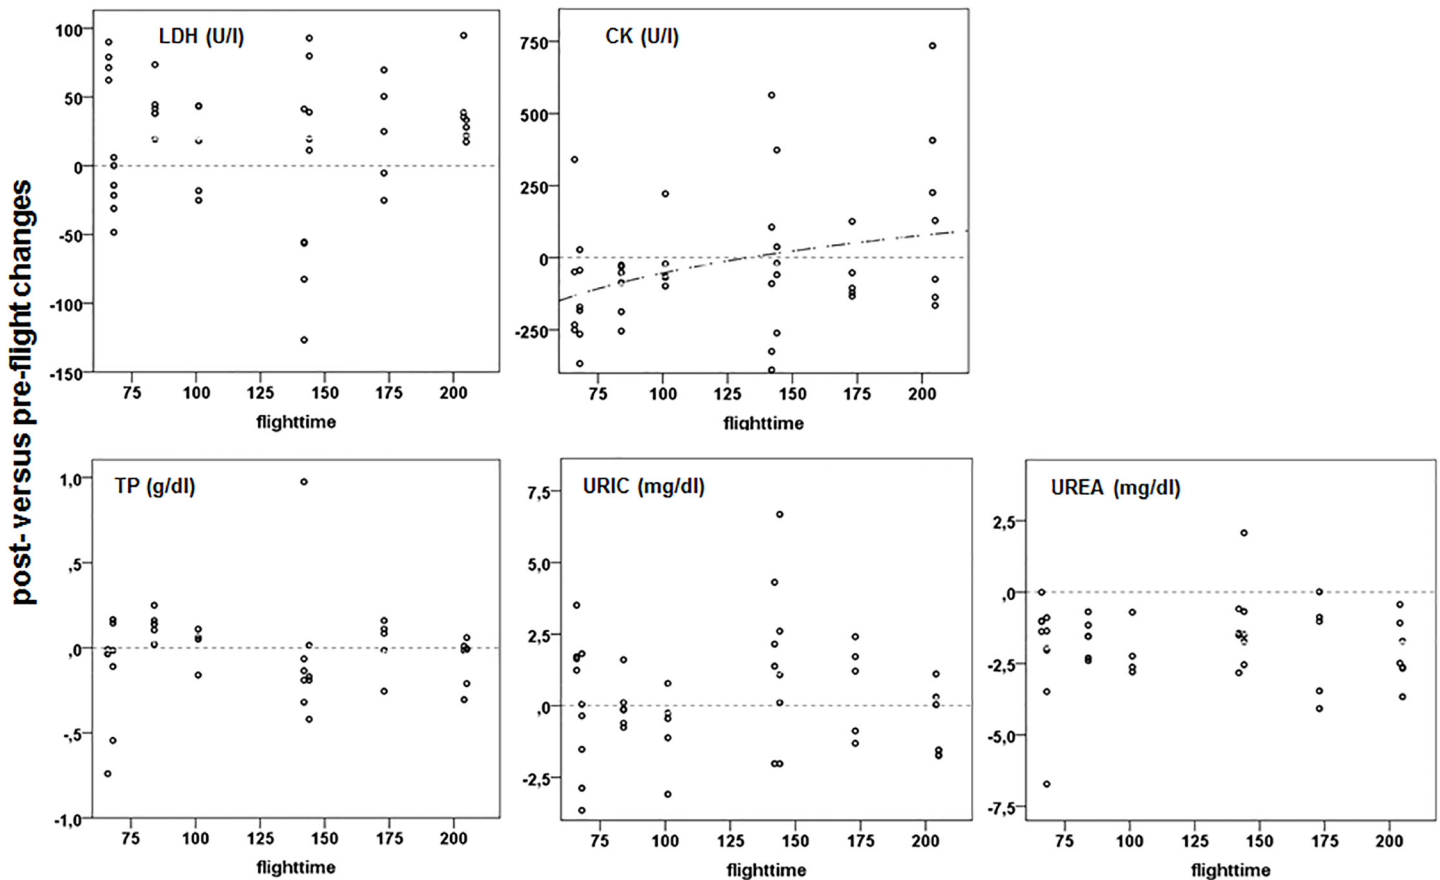 post- versus pre-flight changes
LDH (U/l)
100
50
0
-50
-100
-150
75 100 125 150 175 200
flighttime
CK (U/l)
750
500
250
0
-250
75 100 125 150 175 200
flighttime
TP (g/dl)
1,0
,5
,0
-,5
-1,0
75 100 125 150 175 200
flighttime
URIC (mg/dl)
7,5
5,0
2,5
,0
-2,5
75 100 125 150 175 200
flighttime
UREA (mg/dl)
2,5
,0
-2,5
-5,0
-7,5
75 100 125 150 175 200
flighttime